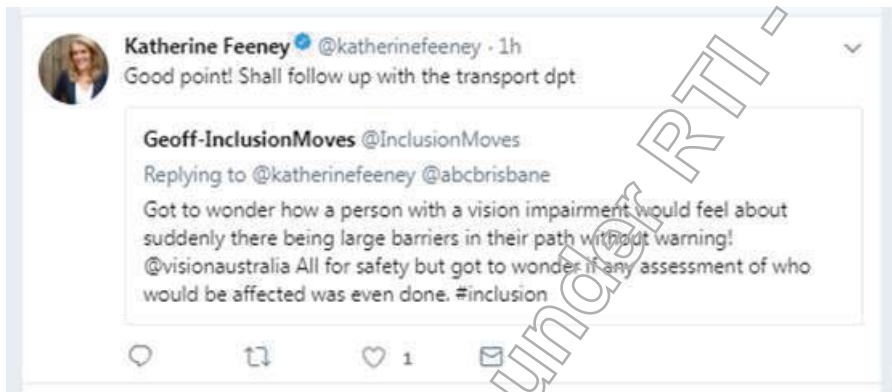 Katherine Feeney @katherinefeeney · 1h
Good point! Shall follow up with the transport dpt
Geoff-InclusionMoves @InclusionMoves
Replying to @katherinefeeney @abcbrisbane
Got to wonder how a person with a vision impairment would feel about
suddenly there being large barriers in their path without warning!
@visionaustralia All for safety but got to wonder if any assessment of who
would be affected was even done. #inclusion
1
under RTI -